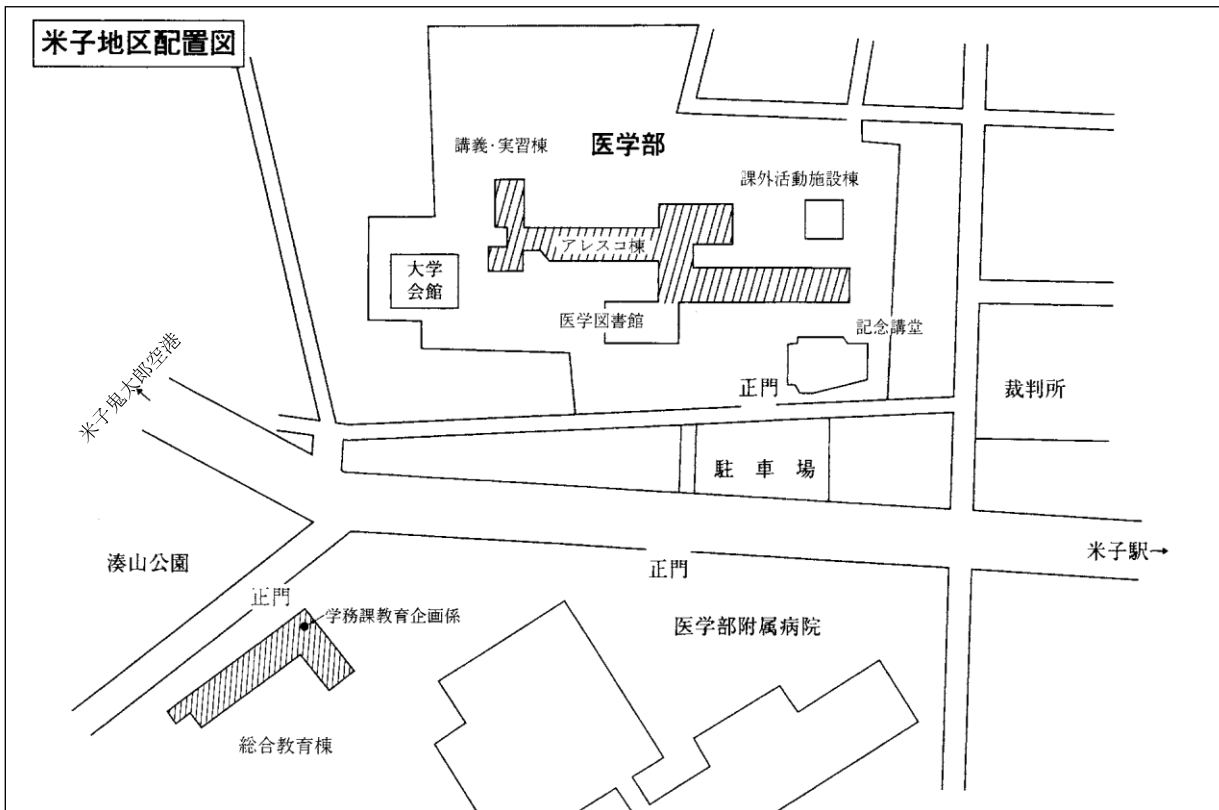 米子地区配置図
講義・実習棟
医学部
課外活動施設棟
アレスコ棟
大学
会館
医学図書館
記念講堂
米子鬼太郎空港
正門
裁判所
駐車場
米子駅→
湊山公園
正門
正門
学務課教育企画係
医学部附属病院
総合教育棟